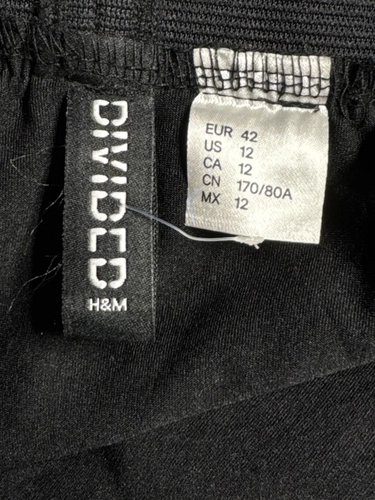 DIVIDED
H&M
EUR 42
US 12
CA 12
CN 170/80A
MX 12